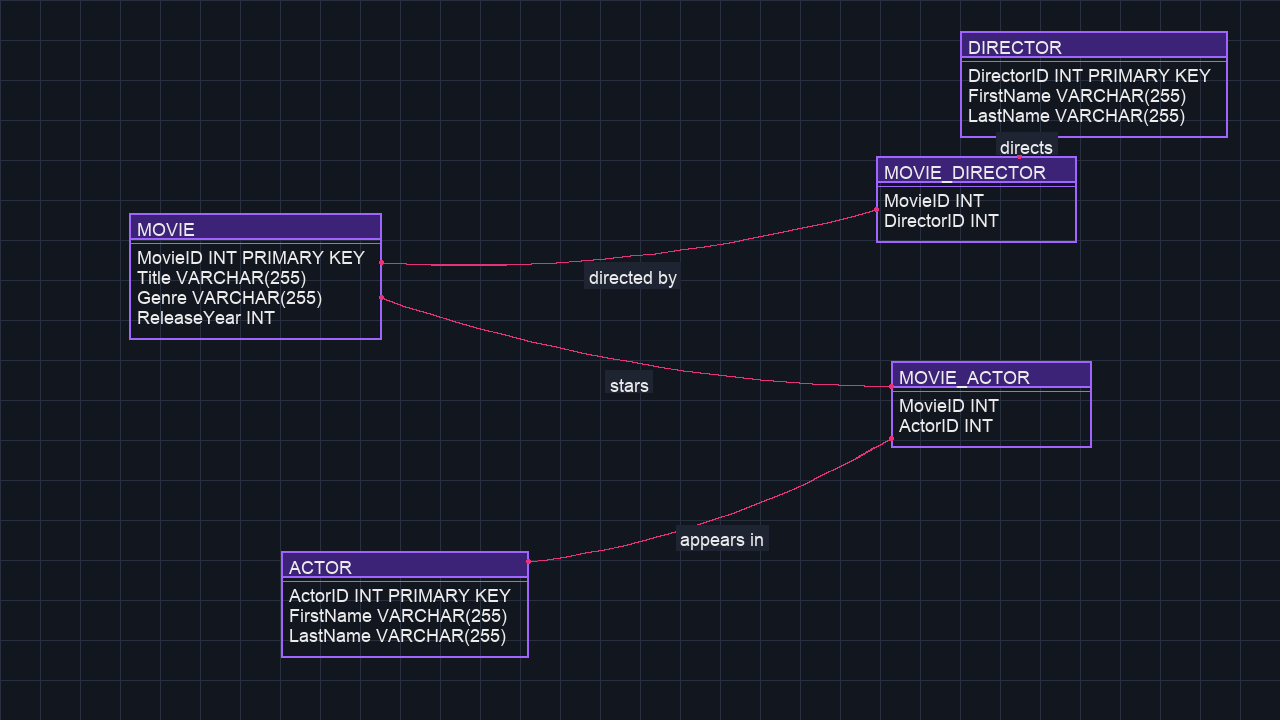 DIRECTOR
DirectorID INT PRIMARY KEY
FirstName VARCHAR(255)
LastName VARCHAR(255)
directs
MOVIE_DIRECTOR
MovieID INT
DirectorID INT
MOVIE
MovieID INT PRIMARY KEY
Title VARCHAR(255)
Genre VARCHAR(255)
ReleaseYear INT
directed by
stars
MOVIE_ACTOR
MovieID INT
ActorID INT
appears in
ACTOR
ActorID INT PRIMARY KEY
FirstName VARCHAR(255)
LastName VARCHAR(255)